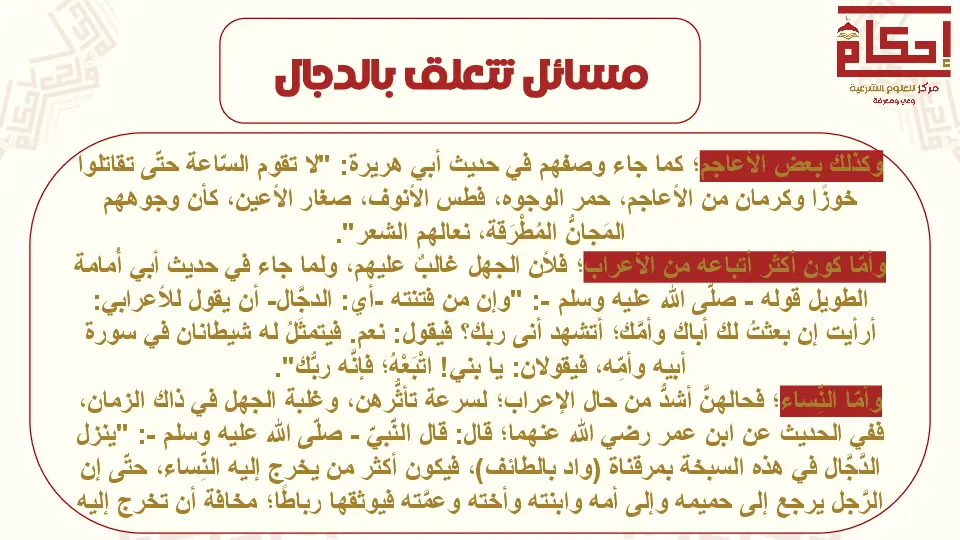 إحكام
مركز للعلوم الشرعية
وعي ومعرفة
مسائل تتعلق بالدجال
وكذلك بعض الأعاجم؛ كما جاء وصفهم في حديث أبي هريرة: "لا تقوم السّاعة حتّى تقاتلوا
خوزًا وكرمان من الأعاجم، حمر الوجوه، فطس الأنوف، صغار الأعين، كأن وجوههم
المَجانُّ المُطْرَقة، نعالهم الشعر".
وأمّا كون أكثر أتباعه من الأعراب؛ فلأن الجهل غالبٌ عليهم، ولما جاء في حديث أبي أُمامة
الطويل قوله - صلّى الله عليه وسلم -: "وإن من فتنته -أي: الدجَّال- أن يقول للأعرابي:
أرأيت إن بعثتُ لك أباك وأمَّك؛ أتشهد أنى ربك؟ فيقول: نعم. فيتمثَّلُ له شيطانان في سورة
أبيه وأمِّه، فيقولان: يا بني! اتْبَعْهُ؛ فإنَّه ربُّك".
وأمّا النِّساء؛ فحالهنَّ أشدُّ من حال الإعراب؛ لسرعة تأثُّرهن، وغلبة الجهل في ذاك الزمان،
ففي الحديث عن ابن عمر رضي الله عنهما؛ قال: قال النّبيّ - صلّى الله عليه وسلم -: "ينزل
الدَّجَّال في هذه السبخة بمرقناة (واد بالطائف)، فيكون أكثر من يخرج إليه النِّساء، حتّى إن
الرَّجل يرجع إلى حميمه وإلى أمه وابنته وأخته وعمَّته فيوثقها رباطًا؛ مخافة أن تخرج إليه